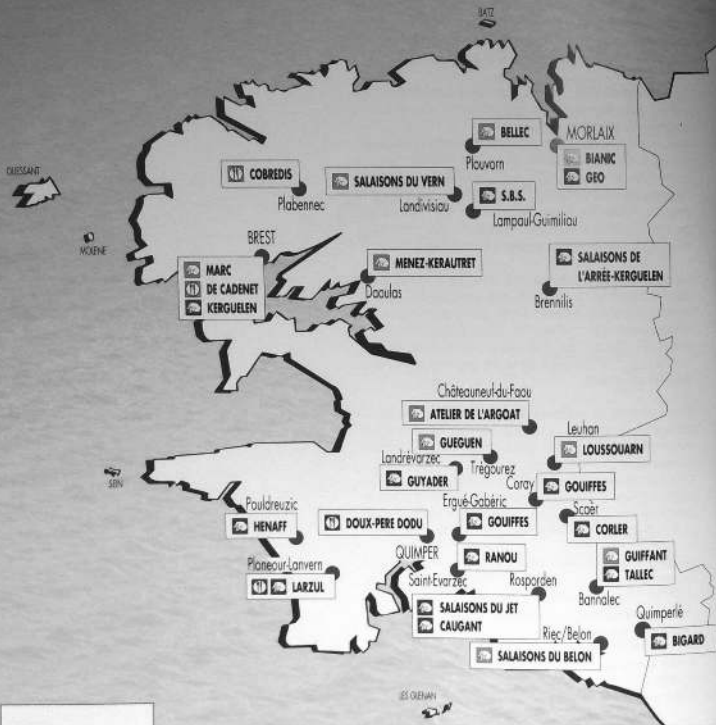 BATZ
BELLEC
MORLAIX
Plouvorn
BIANIC
GEO
OUESSANT
COBREDIS
SALAISONS DU VERN
Plabennec
Landivisiau
S.B.S.
Lampaul-Guimiliau
MOLENE
BREST
MARC
DE CADENET
KERGUELEN
MENEZ-KERAUTRET
Daoulas
SALAISONS DE
L'ARRÉE-KERGUELEN
Brennilis
Châteauneuf-du-Faou
ATELIER DE L'ARGOAT
Leuhan
GUEGUEN
LOUSSOUARN
Landrévarzec
Trégourez
SEIN
GUYADER
Coray
GOUIFFES
Pouldreuzic
Ergué-Gabéric
Scaër
HENAFF
DOUX-PERE DODU
GOUIFFES
CORLER
QUIMPER
RANOU
GUIFFANT
TALLEC
Ploneour-Lanvern
Saint-Evarzec
Rosporden
LARZUL
Bannalec
SALAISONS DU JET
CAUGANT
Quimperlé
Riec/Belon
BIGARD
SALAISONS DU BELON
LES GLENAN